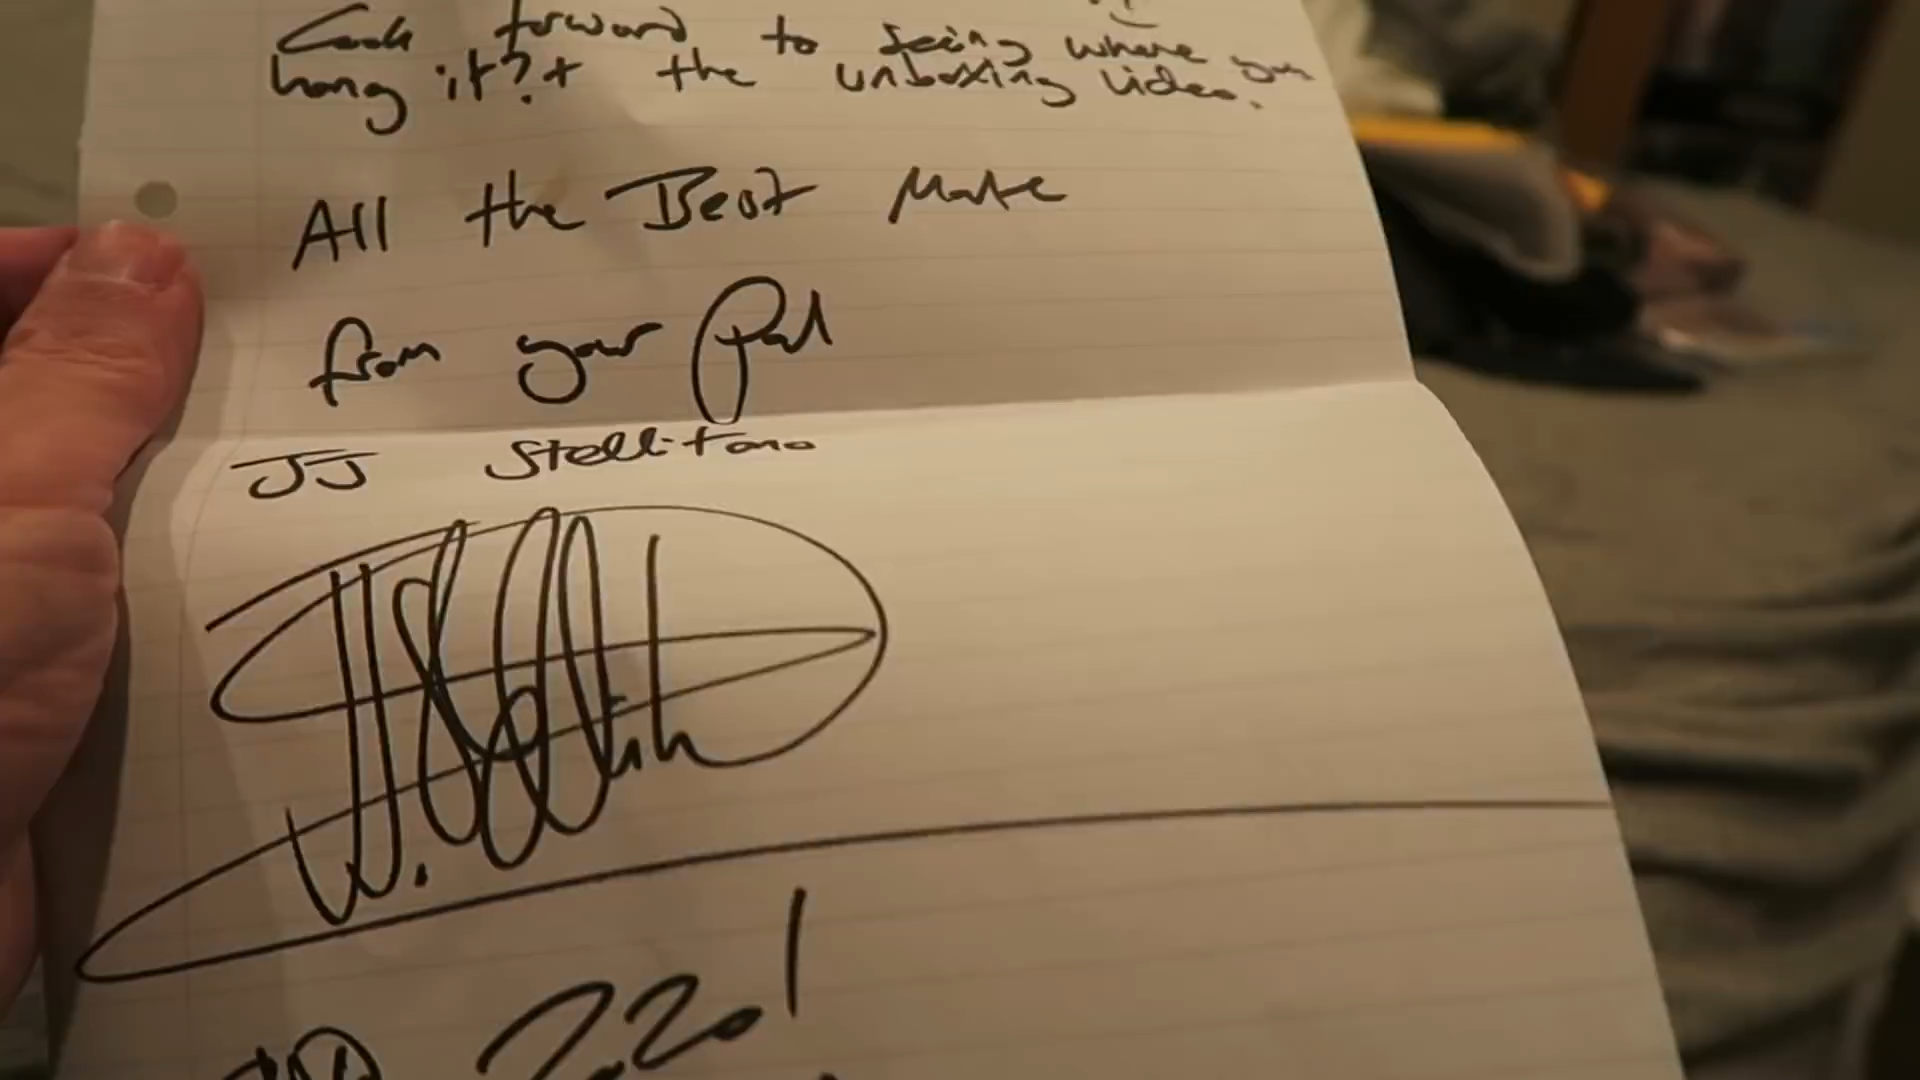 Look forward to seeing where you
hang it? + the unboxing video.
All the Best Mate
from your Pal
JJ Stellitano